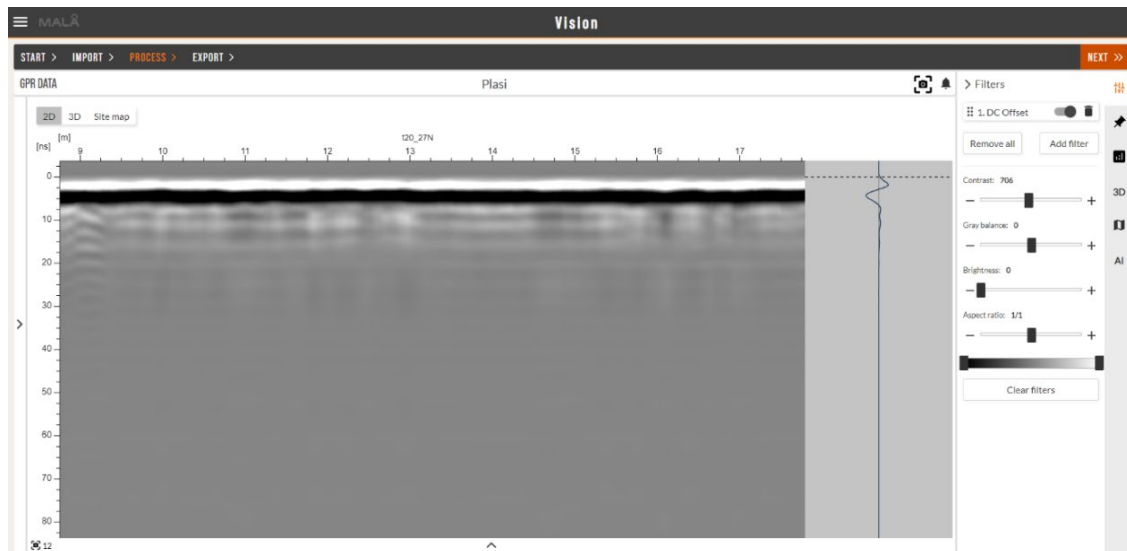 MALÅ
Vision
START > IMPORT > PROCESS > EXPORT >
NEXT >>
GPR DATA
Plasi
> Filters
2D 3D Site map
1. DC Offset
Remove all Add filter
[m]
t20_27N
[ns]
9 10 11 12 13 14 15 16 17
0
10
20
30
40
50
60
70
80
Contrast: 706
- +
Gray balance: 0
- +
Brightness: 0
- +
Aspect ratio: 1/1
- +
Clear filters
3D
AI
12